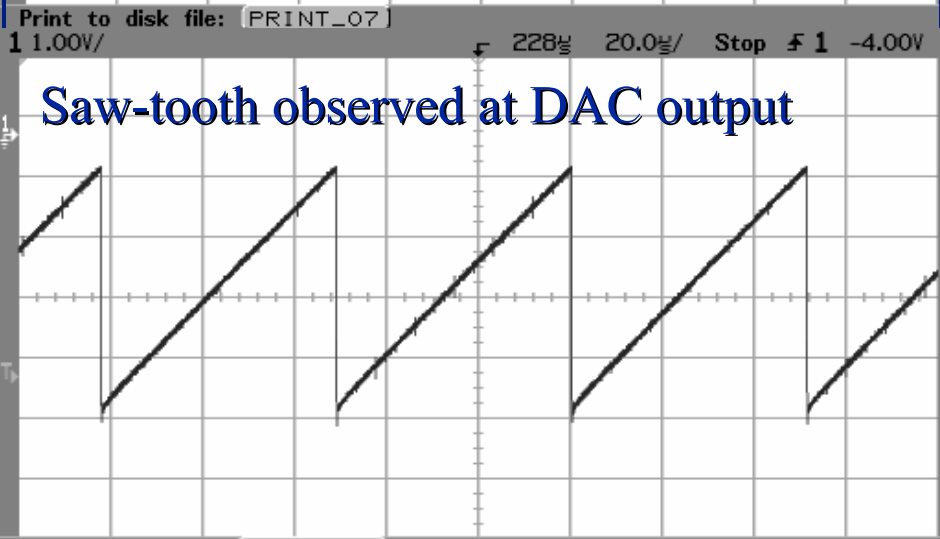 Print to disk file: [PRINT_07]
1 1.00V/ 228µs 20.0µs/ Stop 1 -4.00V
Saw-tooth observed at DAC output
1
T